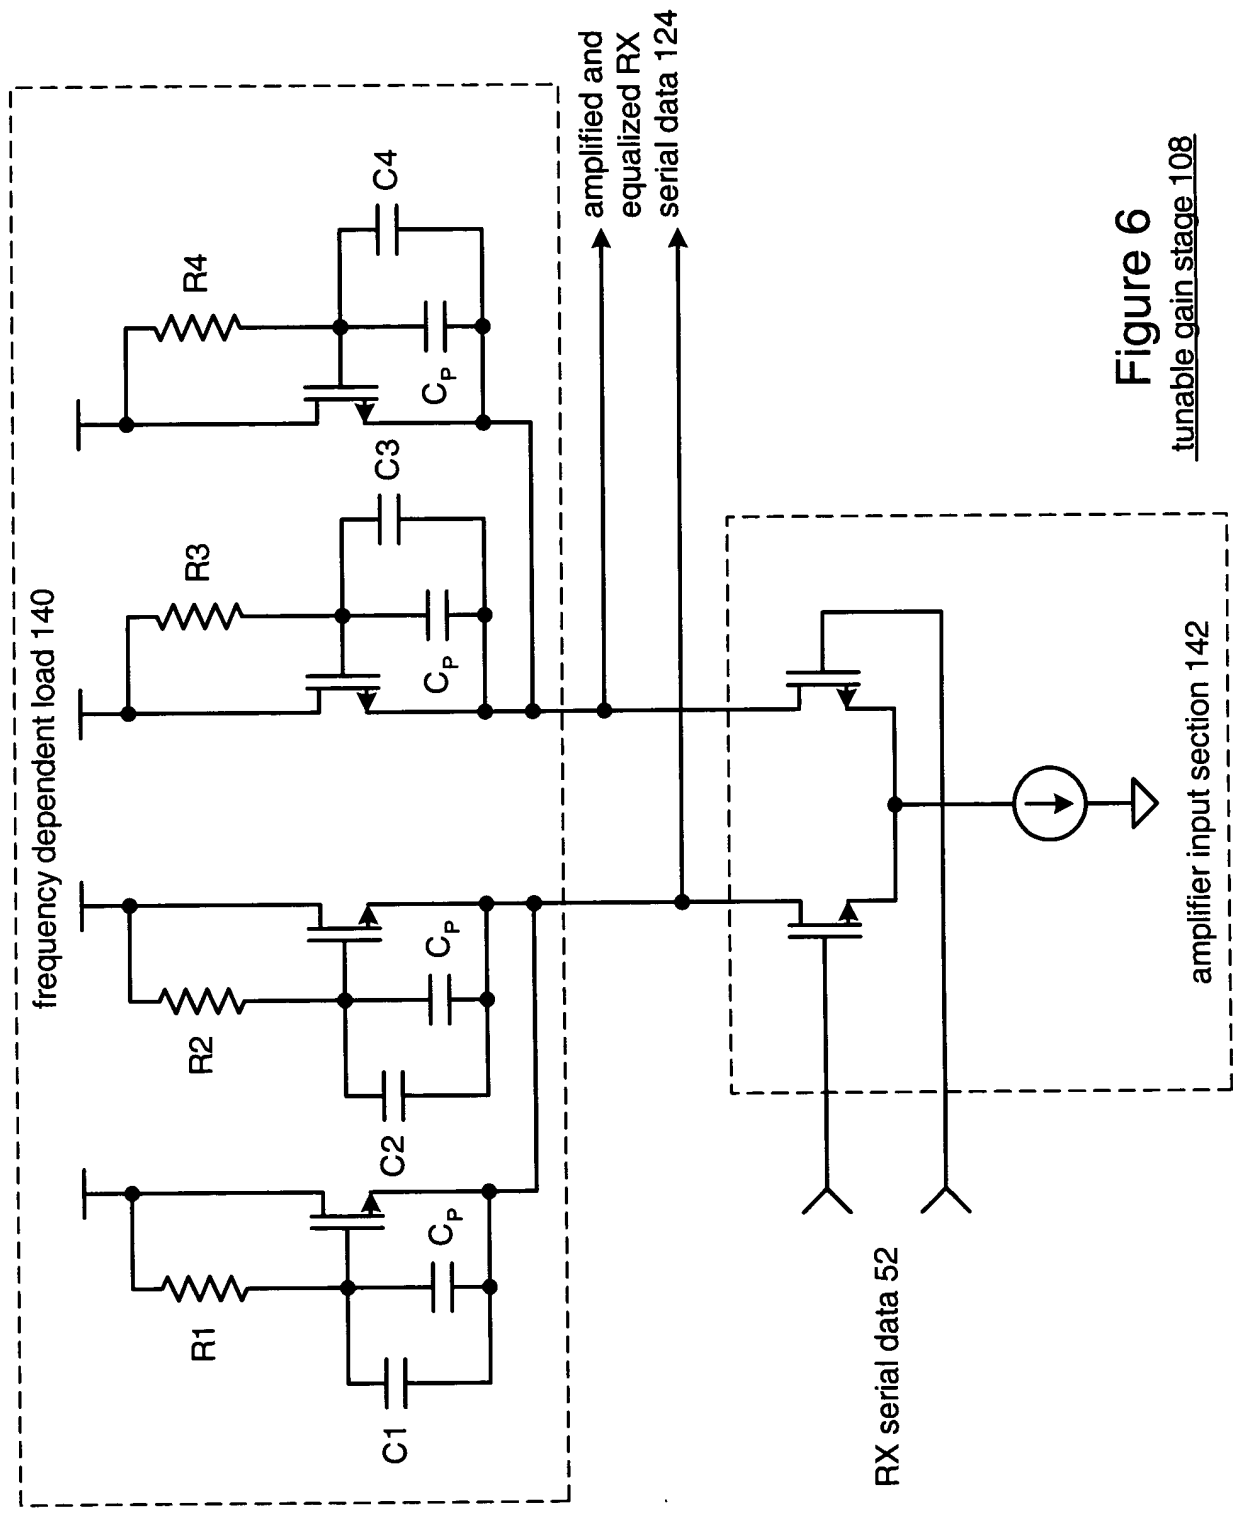 frequency dependent load 140
R1
R2
R3
R4
C1
CP
C2
CP
CP
C3
CP
C4
amplified and
equalized RX
serial data 124
RX serial data 52
amplifier input section 142
Figure 6
tunable gain stage 108